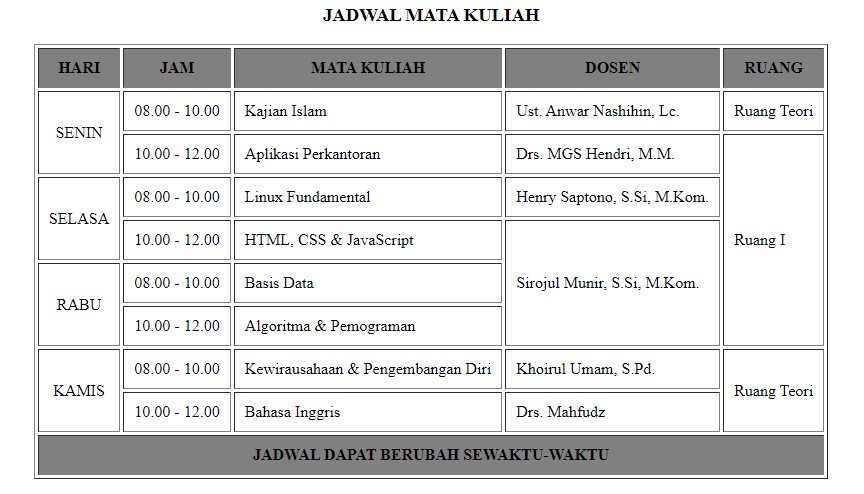 JADWAL MATA KULIAH
HARI JAM MATA KULIAH DOSEN RUANG
SENIN 08.00 - 10.00 Kajian Islam Ust. Anwar Nashihin, Lc. Ruang Teori
10.00 - 12.00 Aplikasi Perkantoran Drs. MGS Hendri, M.M. Ruang I
SELASA 08.00 - 10.00 Linux Fundamental Henry Saptono, S.Si, M.Kom.
10.00 - 12.00 HTML, CSS & JavaScript Sirojul Munir, S.Si, M.Kom.
RABU 08.00 - 10.00 Basis Data
10.00 - 12.00 Algoritma & Pemograman
KAMIS 08.00 - 10.00 Kewirausahaan & Pengembangan Diri Khoirul Umam, S.Pd. Ruang Teori
10.00 - 12.00 Bahasa Inggris Drs. Mahfudz
JADWAL DAPAT BERUBAH SEWAKTU-WAKTU